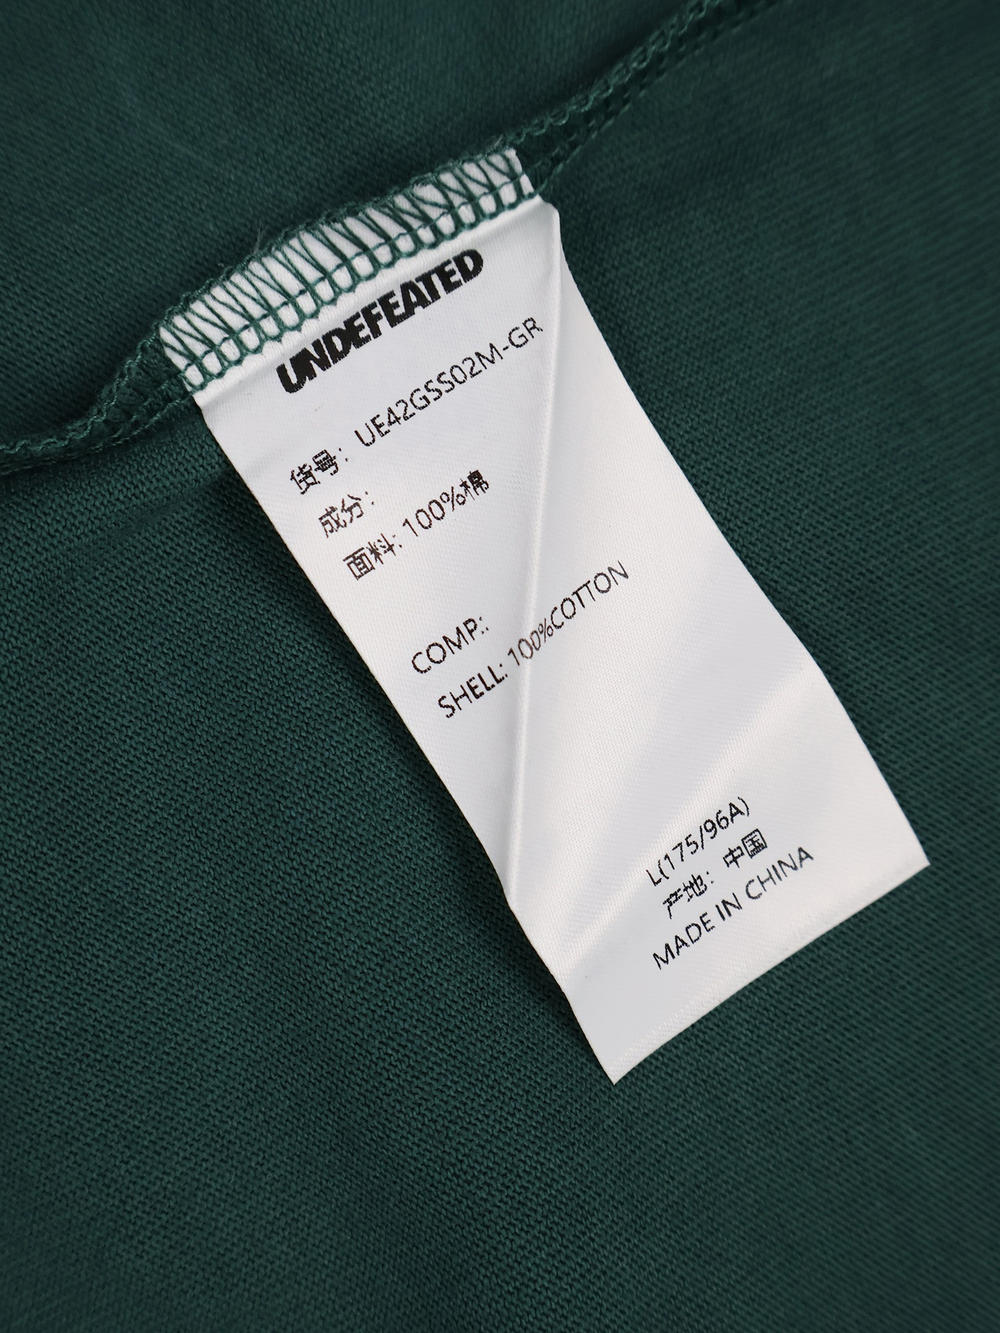 UNDEFEATED
货号：UE42GSS02M-GR
成分：
面料: 100%棉
COMP.:
SHELL: 100%COTTON
L(175/96A)
产地：中国
MADE IN CHINA